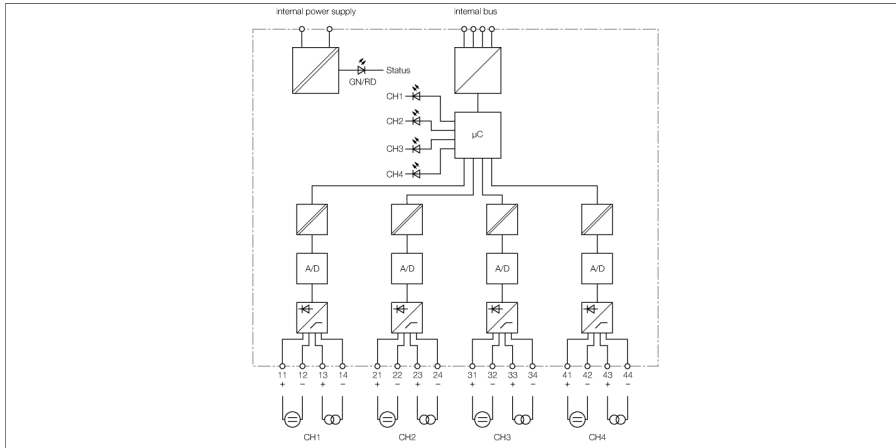 internal power supply
internal bus
Status
GN/RD
CH1
CH2
CH3
CH4
µC
A/D
A/D
A/D
A/D
11 12 13 14
21 22 23 24
31 32 33 34
41 42 43 44
+ − + −
+ − + −
+ − + −
+ − + −
CH1
CH2
CH3
CH4